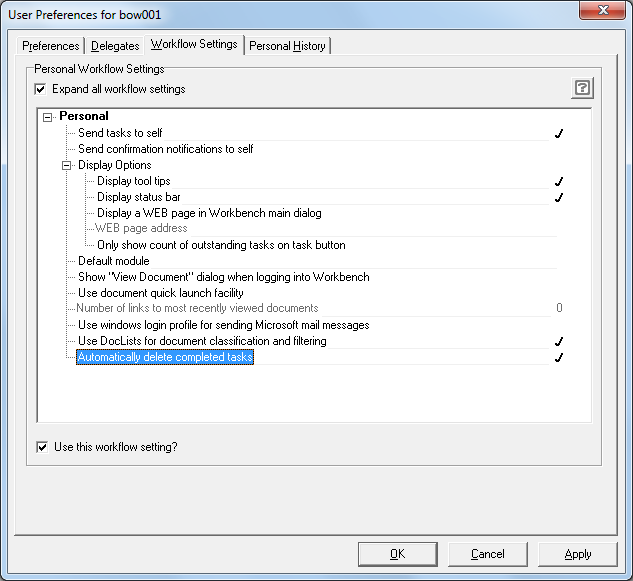 User Preferences for bow001
Preferences Delegates Workflow Settings Personal History
Personal Workflow Settings
Expand all workflow settings
Personal
Send tasks to self
Send confirmation notifications to self
Display Options
Display tool tips
Display status bar
Display a WEB page in Workbench main dialog
WEB page address
Only show count of outstanding tasks on task button
Default module
Show "View Document" dialog when logging into Workbench
Use document quick launch facility
Number of links to most recently viewed documents 0
Use windows login profile for sending Microsoft mail messages
Use DocLists for document classification and filtering
Automatically delete completed tasks
Use this workflow setting?
OK Cancel Apply